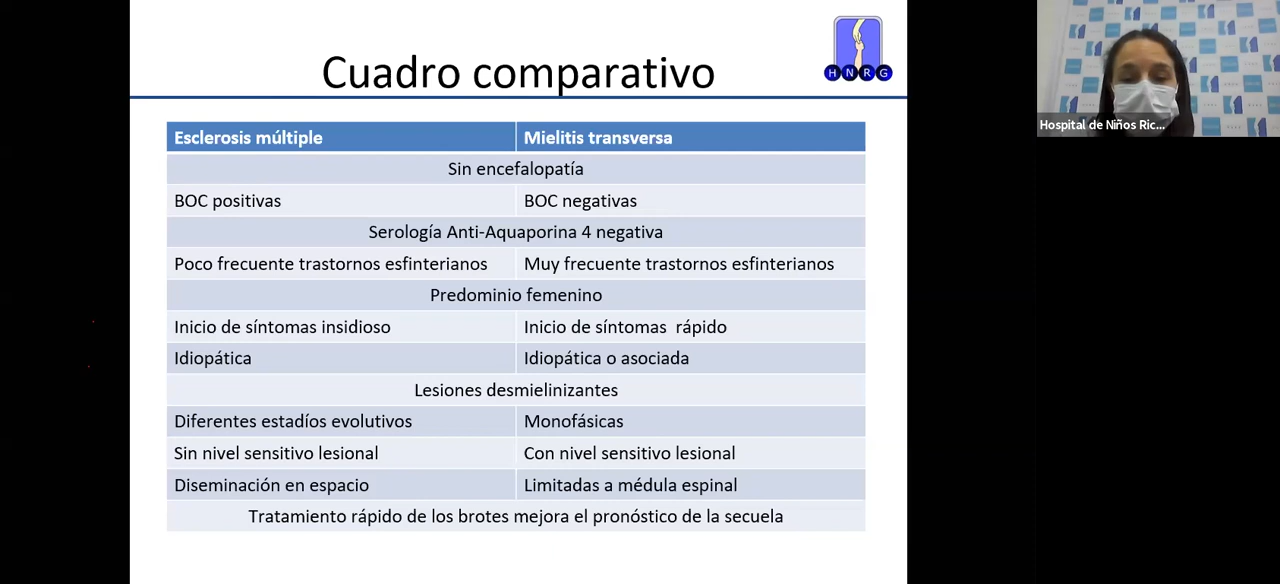 Cuadro comparativo
H N R G
Hospital de Niños Ric...
Esclerosis múltiple Mielitis transversa
Sin encefalopatía
BOC positivas BOC negativas
Serología Anti-Aquaporina 4 negativa
Poco frecuente trastornos esfinterianos Muy frecuente trastornos esfinterianos
Predominio femenino
Inicio de síntomas insidioso Inicio de síntomas rápido
Idiopática Idiopática o asociada
Lesiones desmielinizantes
Diferentes estadíos evolutivos Monofásicas
Sin nivel sensitivo lesional Con nivel sensitivo lesional
Diseminación en espacio Limitadas a médula espinal
Tratamiento rápido de los brotes mejora el pronóstico de la secuela